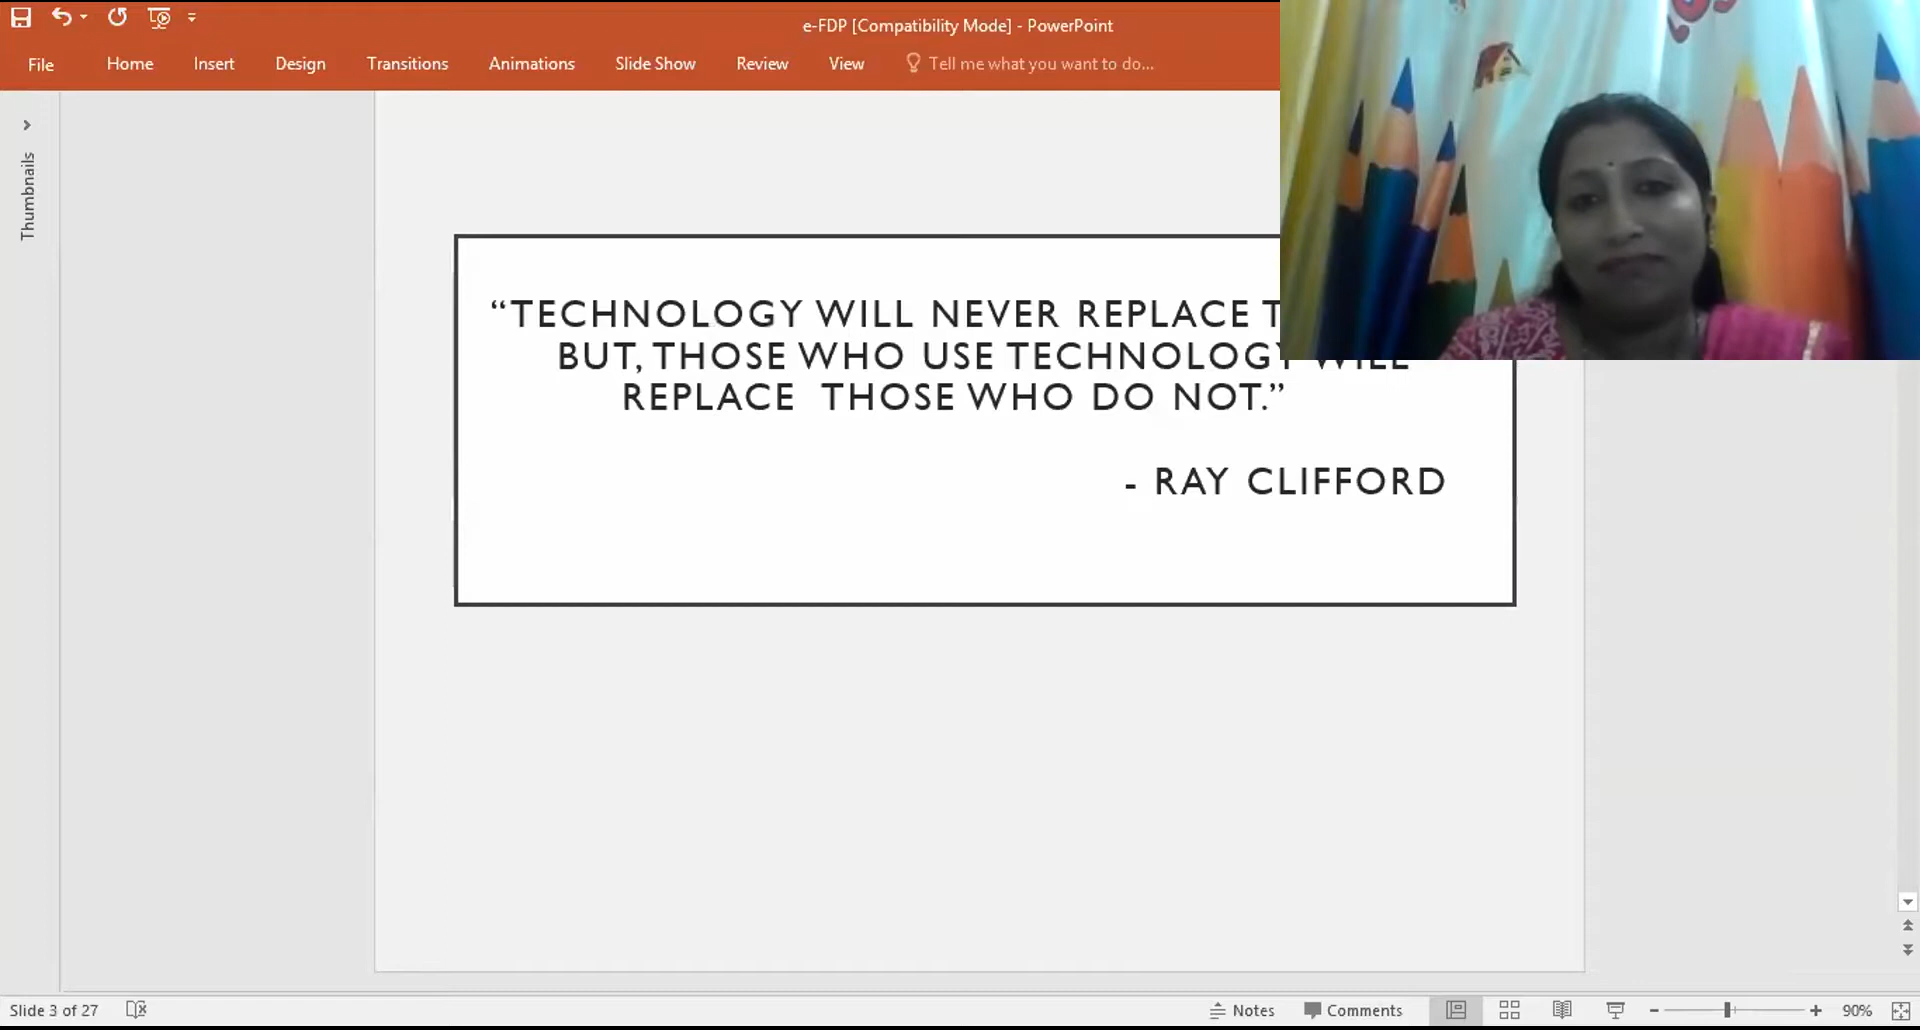 e-FDP [Compatibility Mode] - PowerPoint
File Home Insert Design Transitions Animations Slide Show Review View Tell me what you want to do...
Thumbnails
“TECHNOLOGY WILL NEVER REPLACE
BUT, THOSE WHO USE TECHNOLOGY WILL
REPLACE THOSE WHO DO NOT.”
- RAY CLIFFORD
Slide 3 of 27 Notes Comments 90%